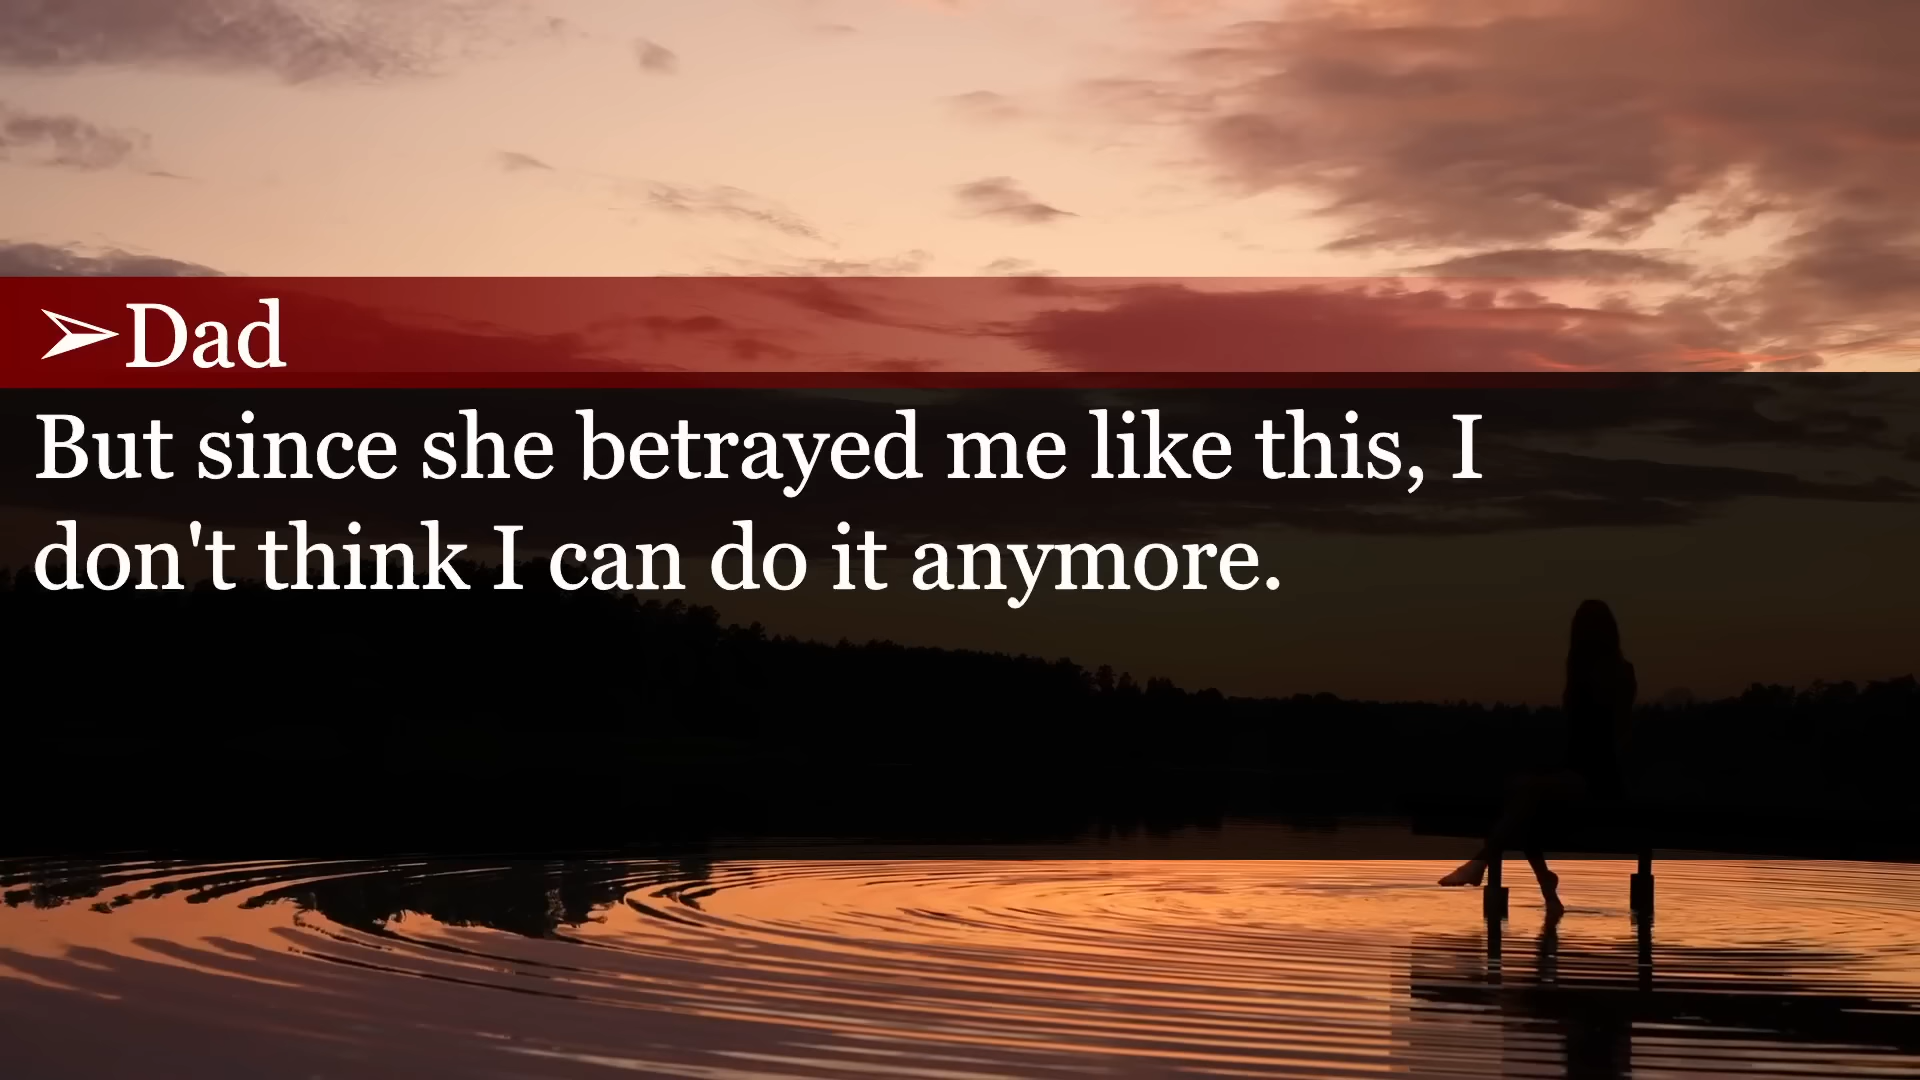 ➢Dad
But since she betrayed me like this, I
don't think I can do it anymore.